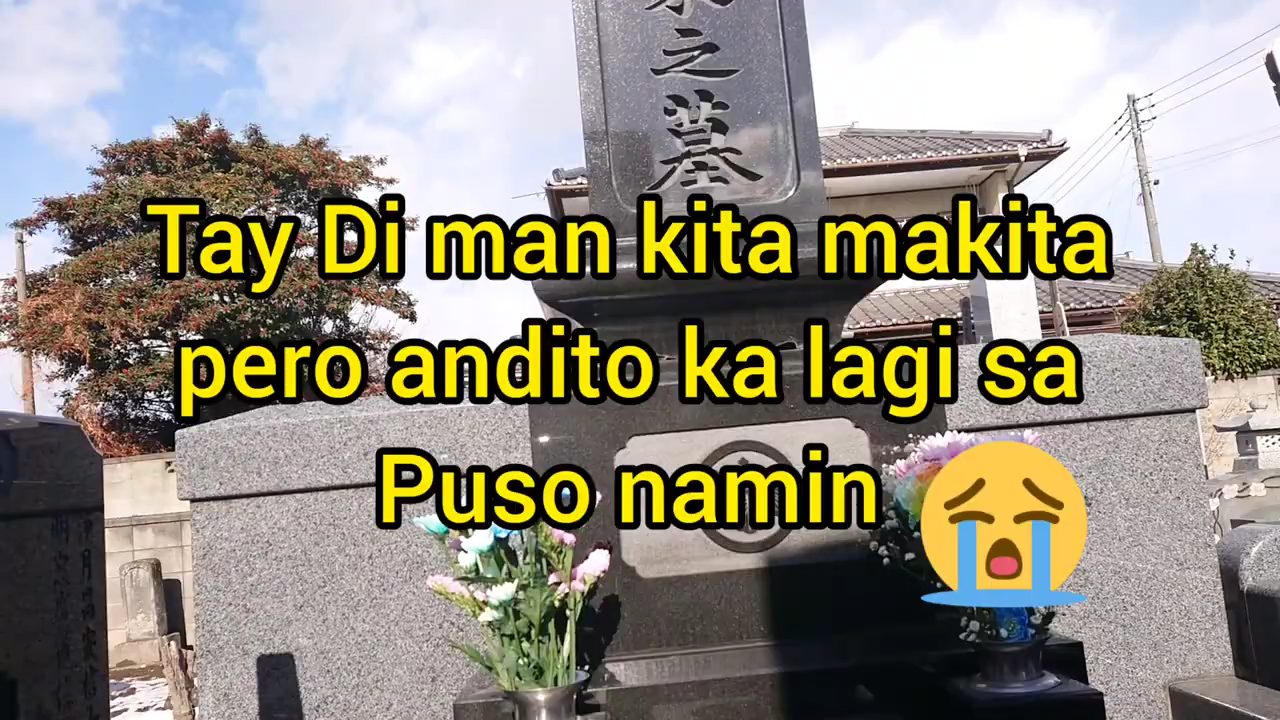 之墓
Tay Di man kita makita
pero andito ka lagi sa
Puso namin